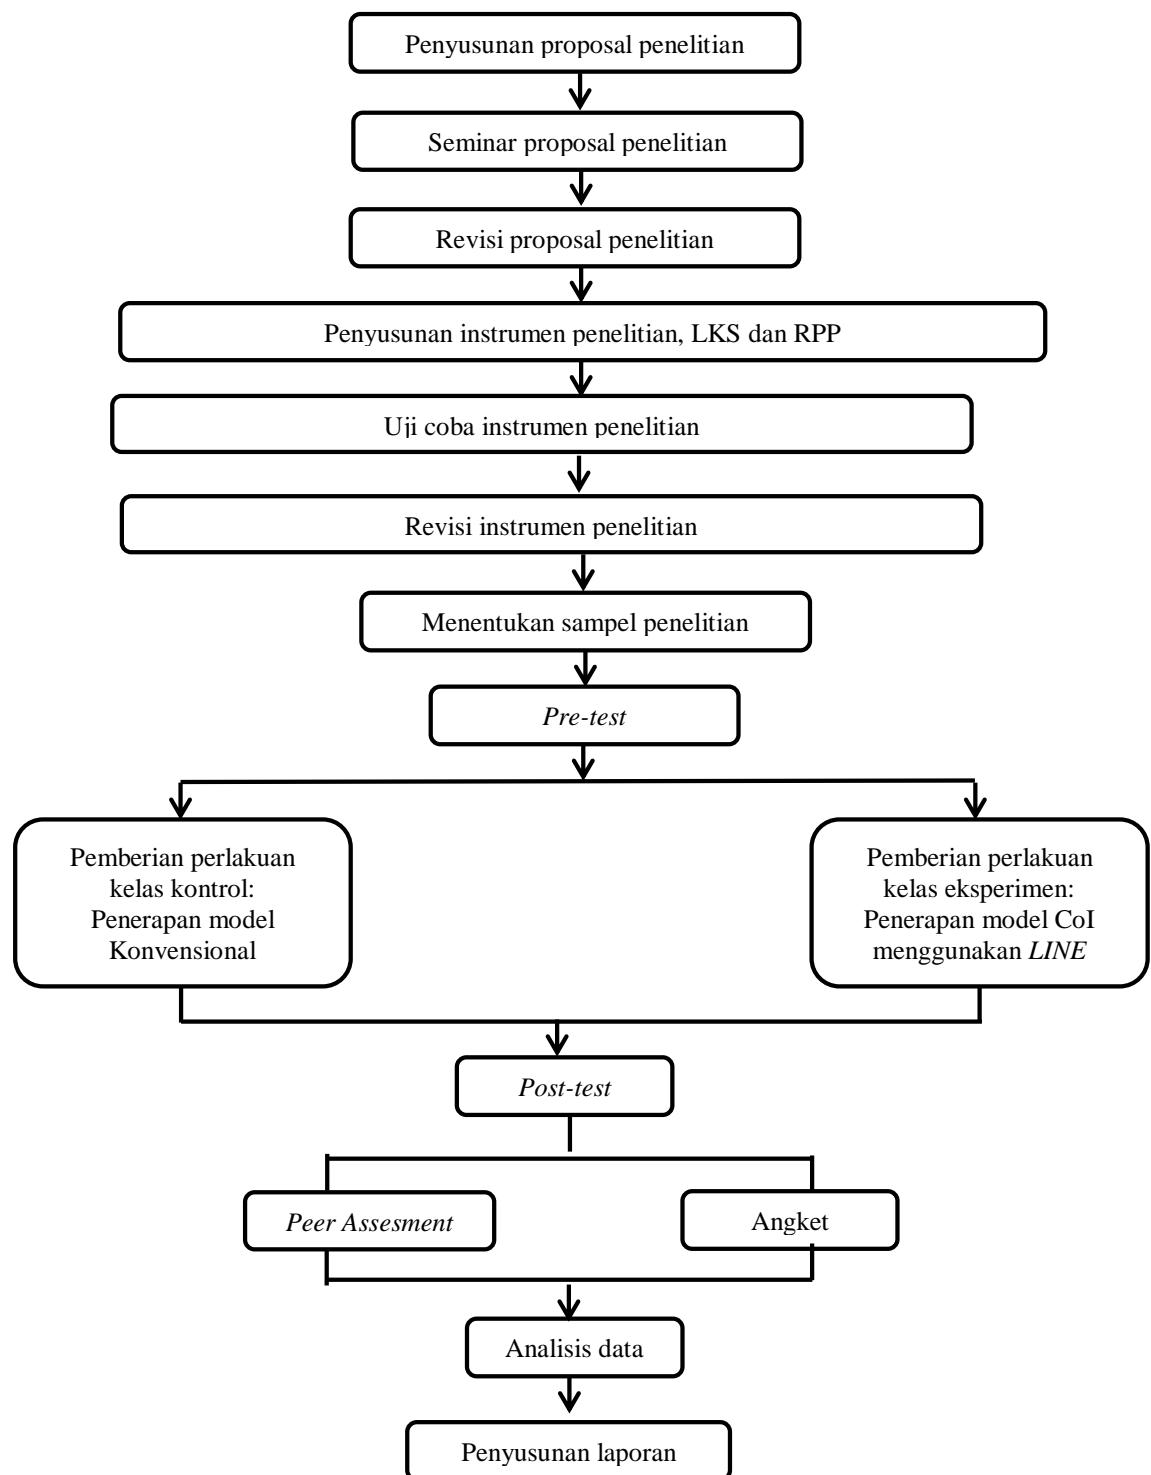 Penyusunan proposal penelitian
Seminar proposal penelitian
Revisi proposal penelitian
Penyusunan instrumen penelitian, LKS dan RPP
Uji coba instrumen penelitian
Revisi instrumen penelitian
Menentukan sampel penelitian
Pre-test
Pemberian perlakuan
kelas kontrol:
Penerapan model
Konvensional
Pemberian perlakuan
kelas eksperimen:
Penerapan model CoI
menggunakan LINE
Post-test
Peer Assesment
Angket
Analisis data
Penyusunan laporan